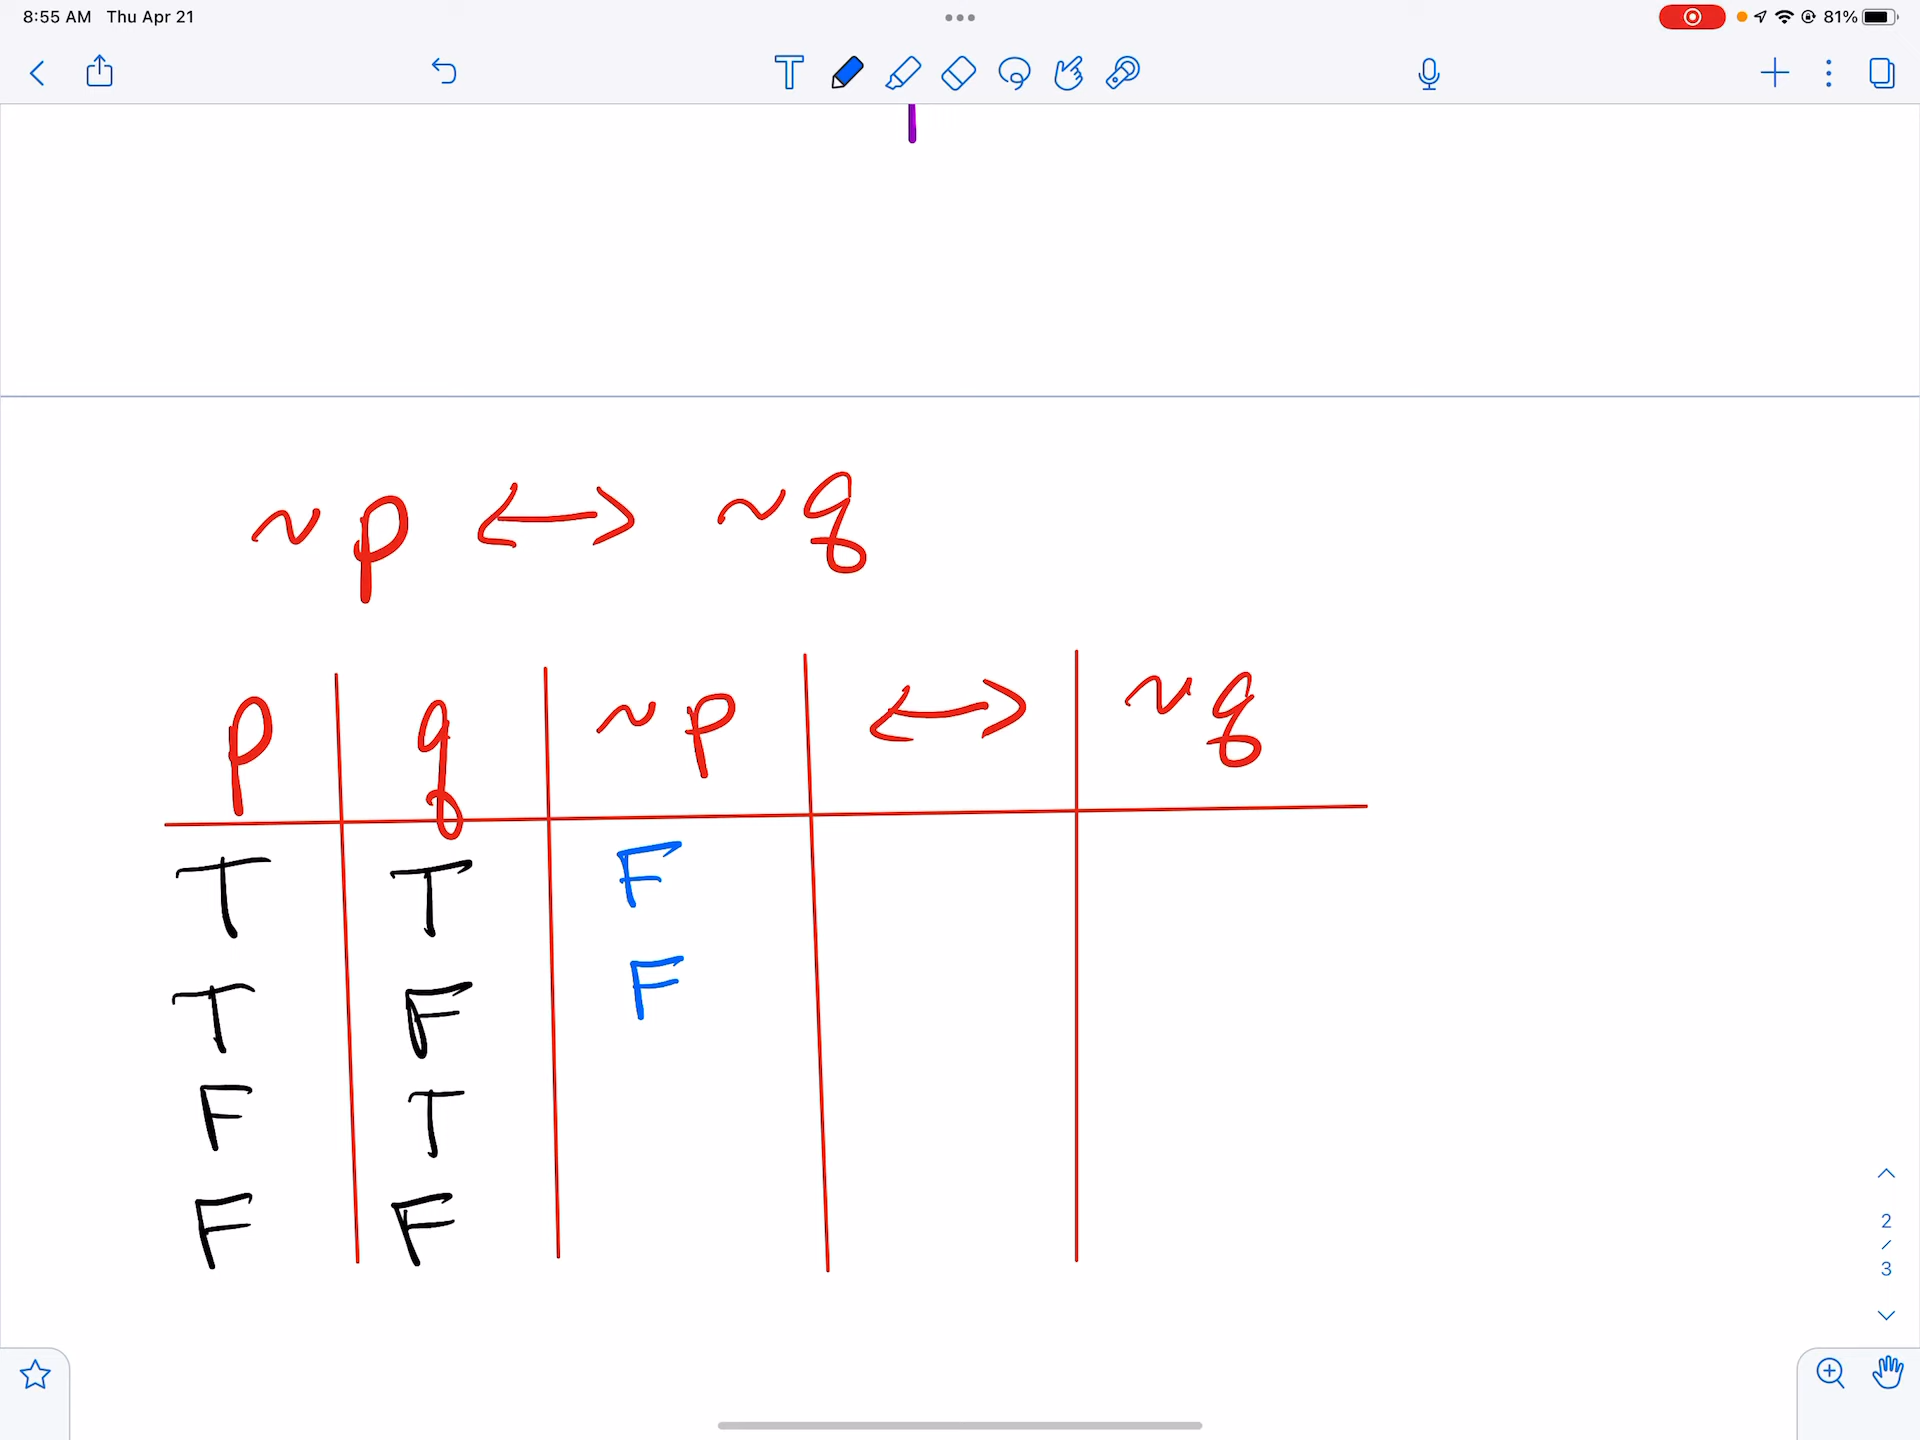 8:55 AM Thu Apr 21 81%
T
~p ↔ ~q
p q ~p ↔ ~q
T T F
T F F
F T
F F
2
/
3